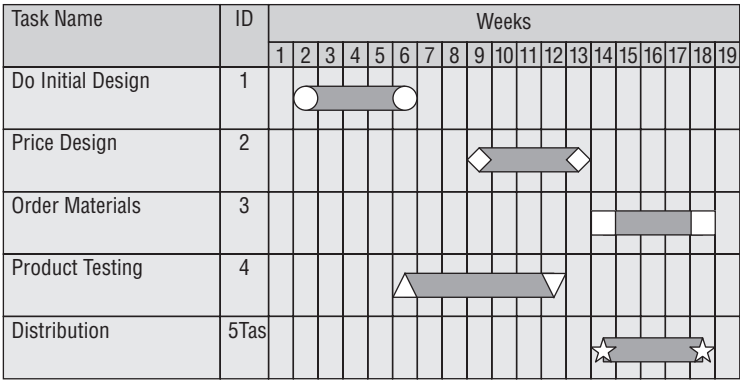 Task Name ID Weeks
1 2 3 4 5 6 7 8 9 10 11 12 13 14 15 16 17 18 19
Do Initial Design 1
Price Design 2
Order Materials 3
Product Testing 4
Distribution 5Tas